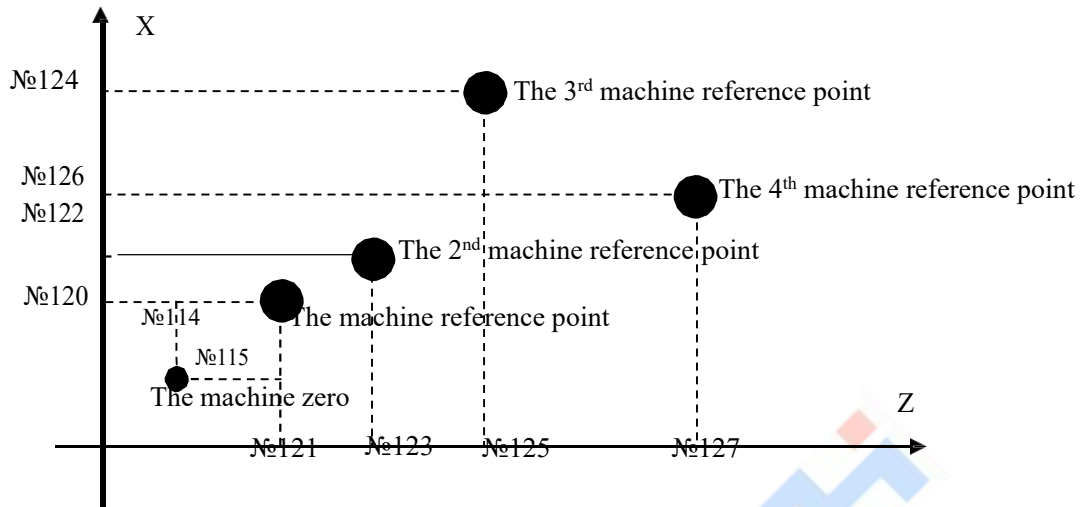 X
№124
The 3rd machine reference point
№126
The 4th machine reference point
№122
The 2nd machine reference point
№120
№114
The machine reference point
№115
The machine zero
Z
№121
№123
№125
№127